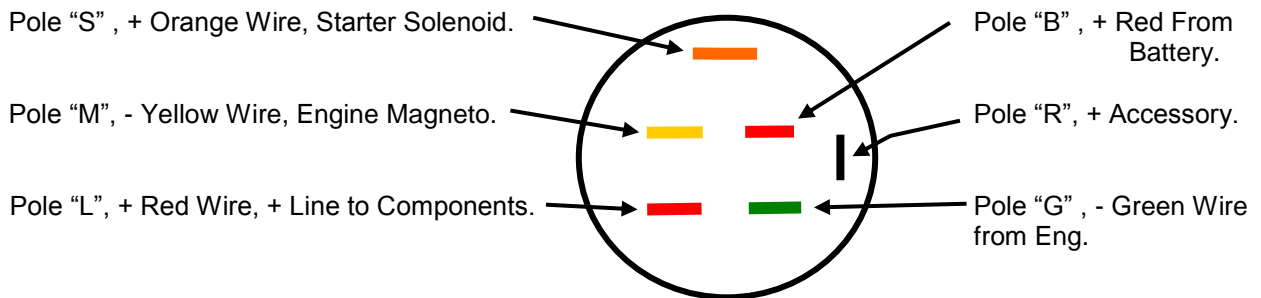 Pole “S” , + Orange Wire, Starter Solenoid.
Pole “M”, - Yellow Wire, Engine Magneto.
Pole “L”, + Red Wire, + Line to Components.
Pole “B” , + Red From
Battery.
Pole “R”, + Accessory.
Pole “G” , - Green Wire
from Eng.